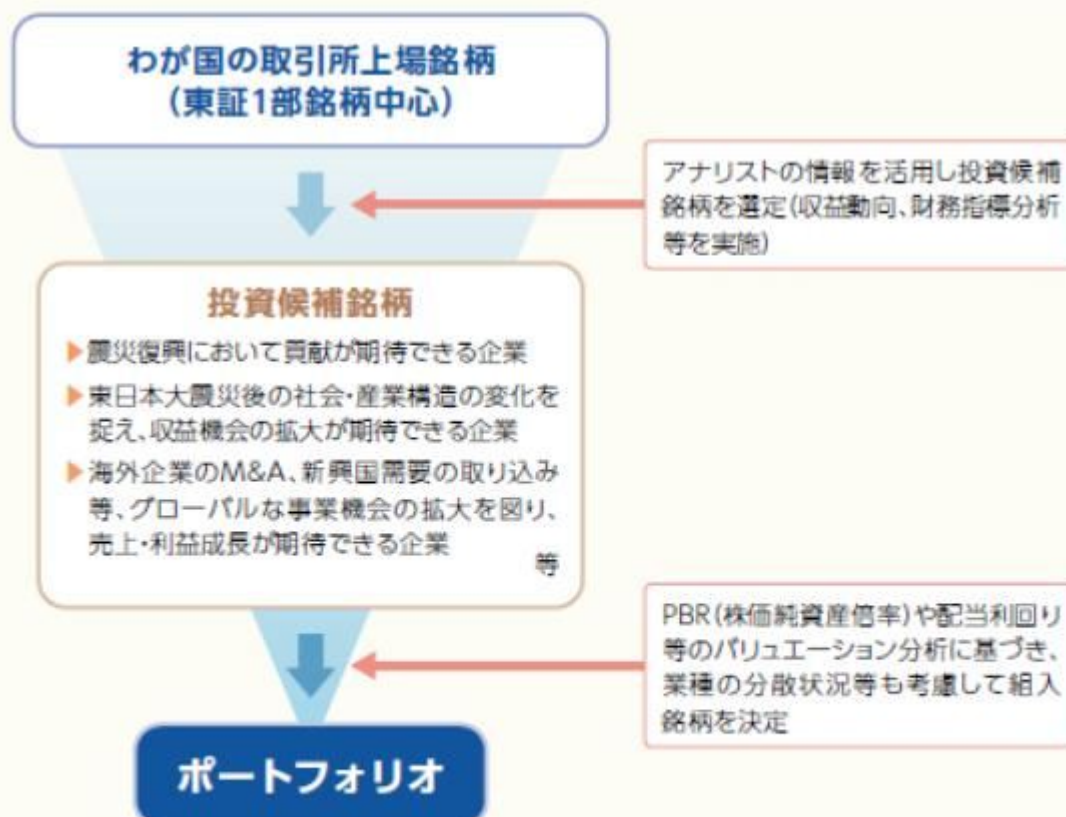 わが国の取引所上場銘柄
（東証1部銘柄中心）
アナリストの情報を活用し投資候補
銘柄を選定（収益動向、財務指標分析
等を実施）
投資候補銘柄
▶震災復興において貢献が期待できる企業
▶東日本大震災後の社会・産業構造の変化を
捉え、収益機会の拡大が期待できる企業
▶海外企業のM&A、新興国需要の取り込み
等、グローバルな事業機会の拡大を図り、
売上・利益成長が期待できる企業
等
PBR（株価純資産倍率）や配当利回り
等のバリュエーション分析に基づき、
業種の分散状況等も考慮して組入
銘柄を決定
ポートフォリオ